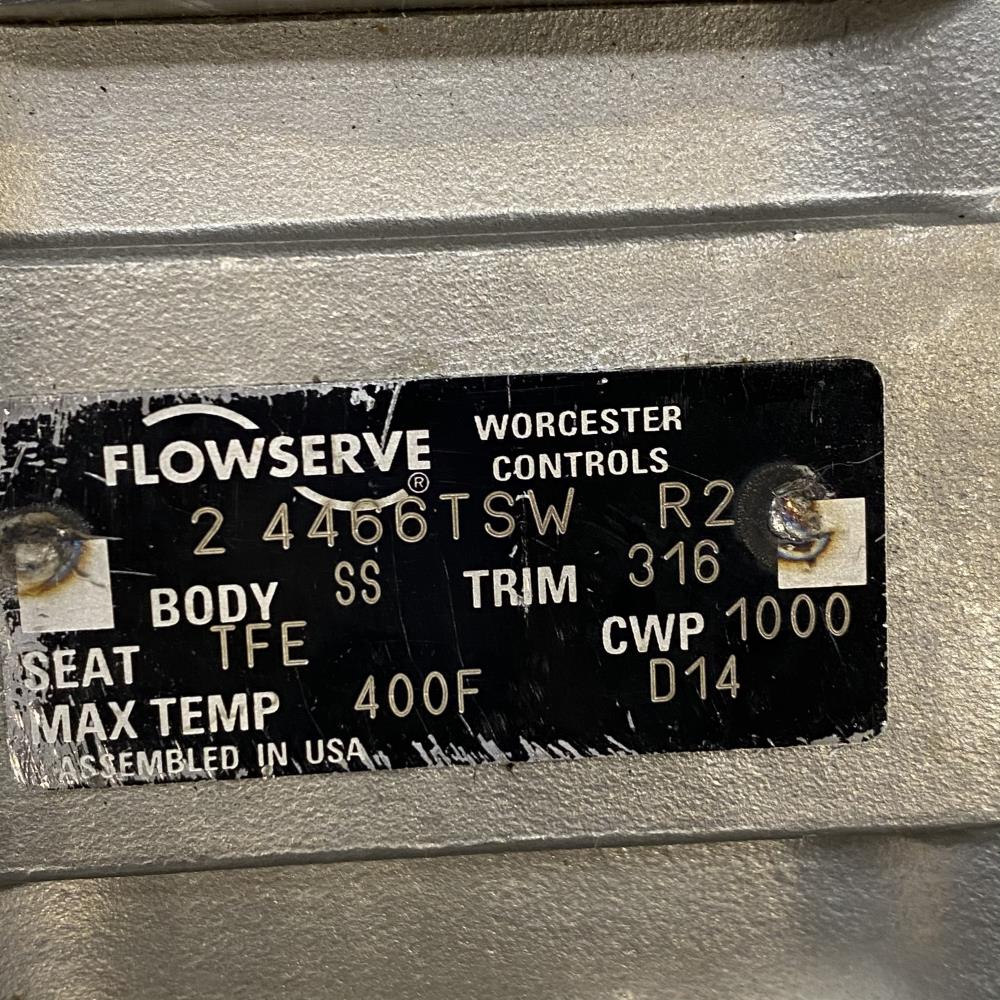 FLOWSERVE® WORCESTER CONTROLS
2 4466TSW R2
BODY SS TRIM 316
SEAT TFE CWP 1000
MAX TEMP 400F D14
ASSEMBLED IN USA